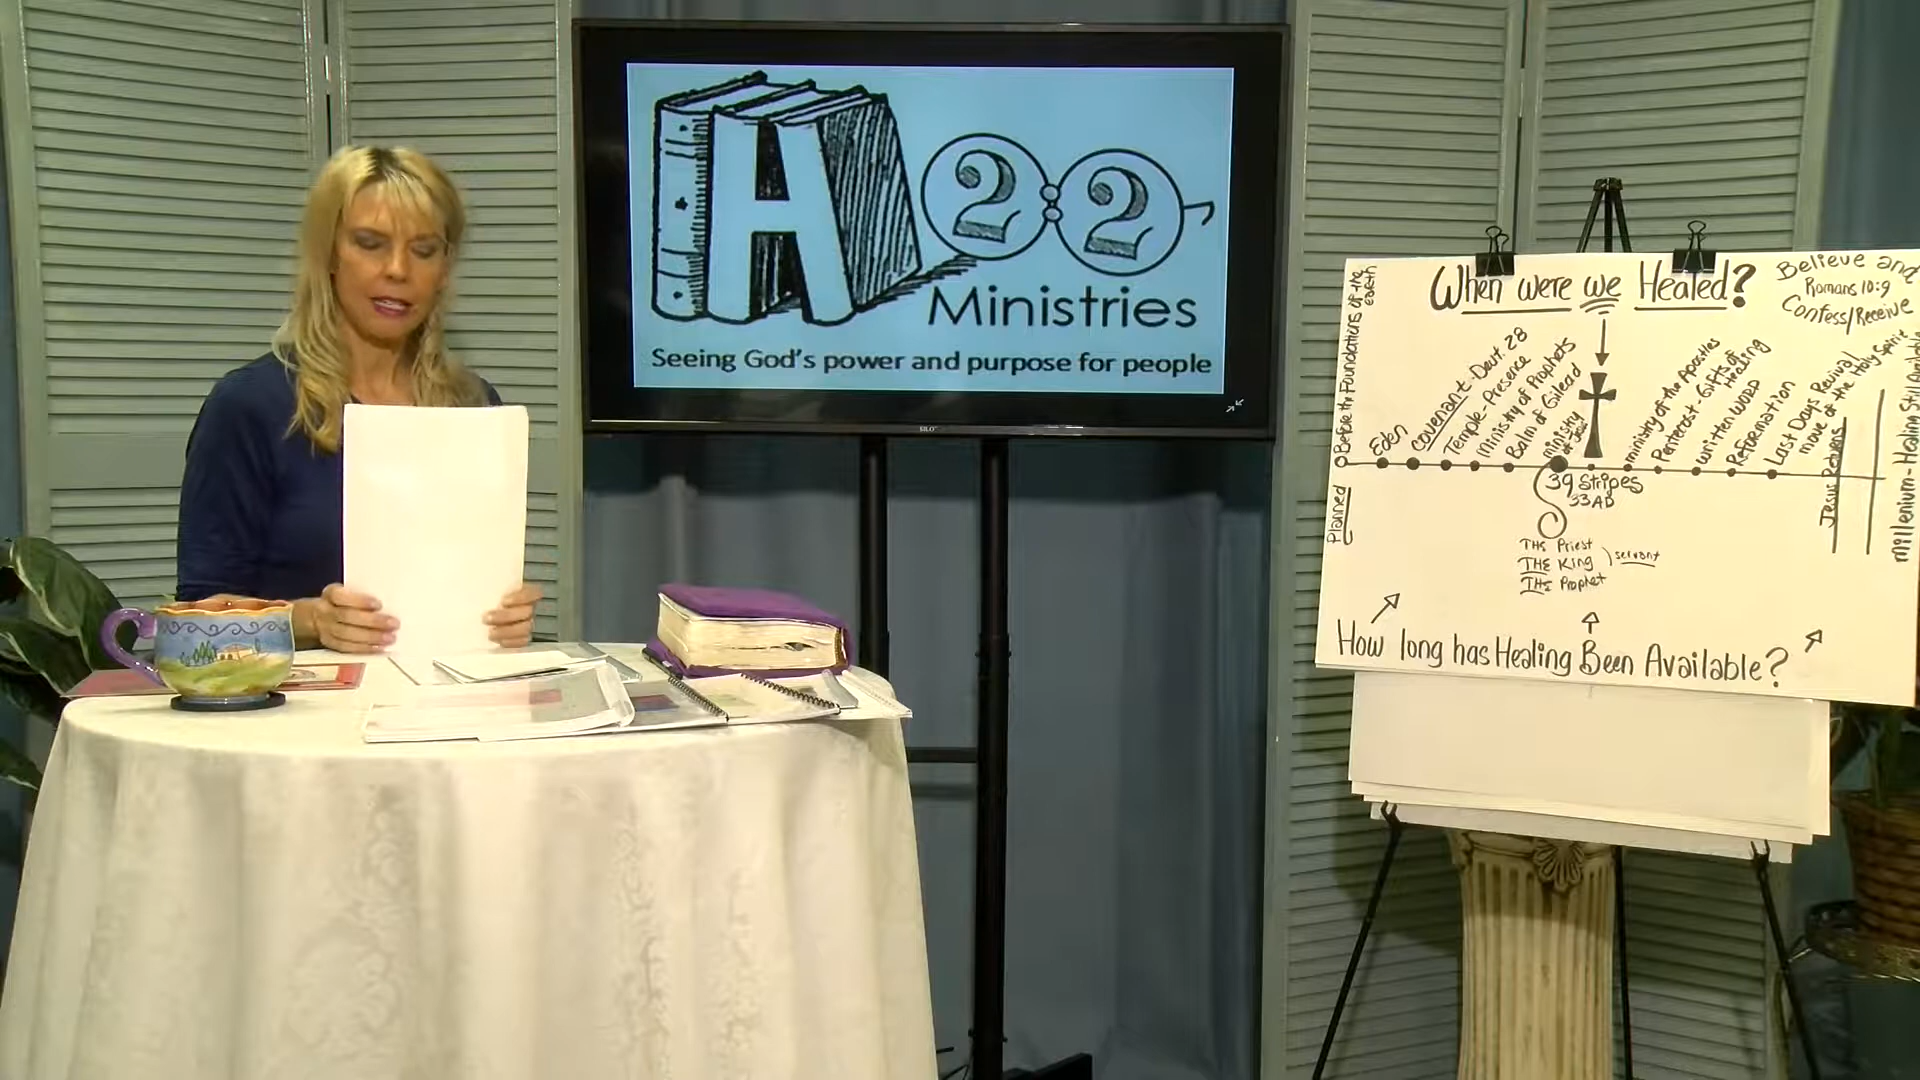 H22
Ministries
Seeing God's power and purpose for people
SILO
When were we Healed?
Believe and
Romans 10:9
Confess/Receive
Before the Foundations of the
earth
Eden
Covenant - Deut. 28
Temple - Presence
Ministry of Prophets
Balm of Gilead
ministry
of Jesus
ministry of the Apostles
Pentecost - Gifts of
Healing
written WORD
Reformation
Last Days Revival
move of the Holy Spirit
Jesus Returns
Millenium - Healing Still Available
Planned
39 Stripes
33 AD
THE Priest
THE King
THE Prophet
servant
How long has Healing Been Available?